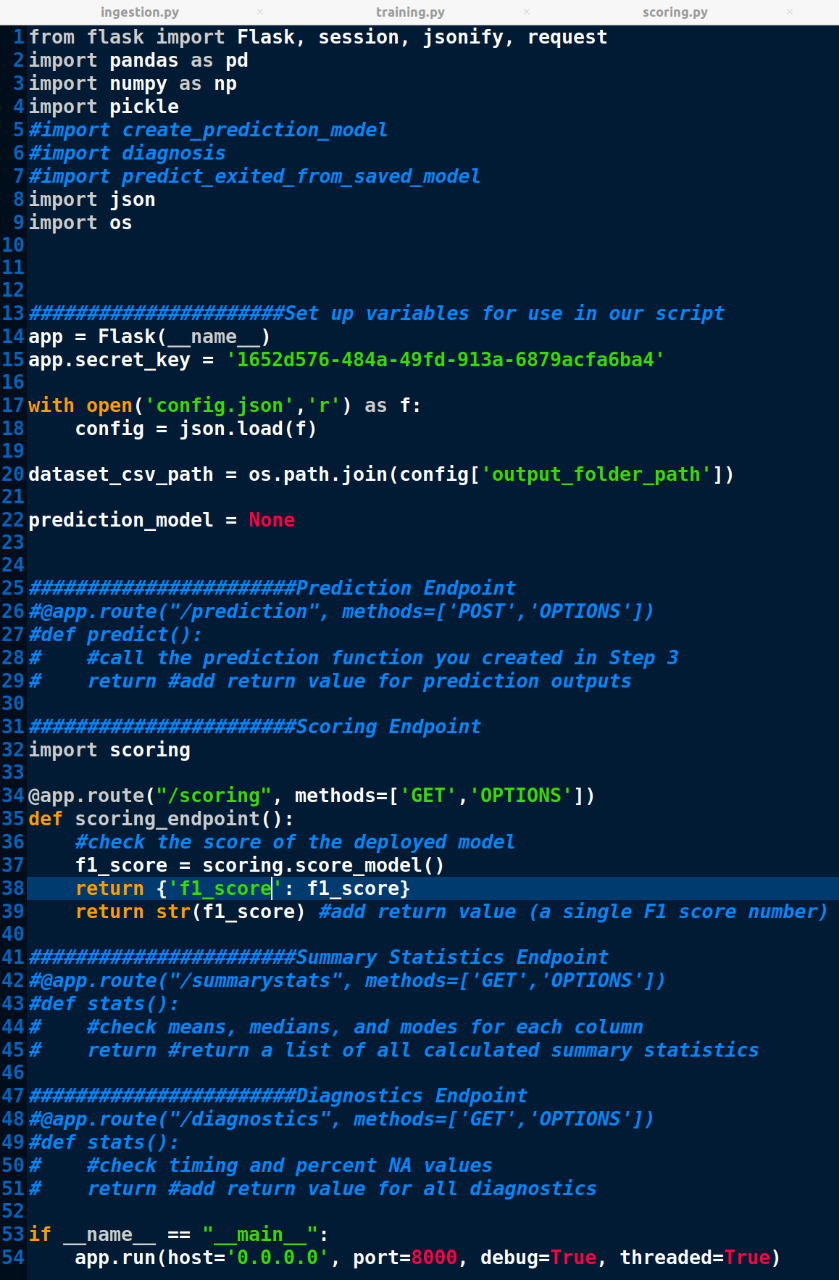 ingestion.py × training.py × scoring.py ×
1 from flask import Flask, session, jsonify, request
2 import pandas as pd
3 import numpy as np
4 import pickle
5 #import create_prediction_model
6 #import diagnosis
7 #import predict_exited_from_saved_model
8 import json
9 import os
10
11
12
13 ######################Set up variables for use in our script
14 app = Flask(__name__)
15 app.secret_key = '1652d576-484a-49fd-913a-6879acfa6ba4'
16
17 with open('config.json','r') as f:
18     config = json.load(f)
19
20 dataset_csv_path = os.path.join(config['output_folder_path'])
21
22 prediction_model = None
23
24
25 #######################Prediction Endpoint
26 #@app.route("/prediction", methods=['POST','OPTIONS'])
27 #def predict():
28 #    #call the prediction function you created in Step 3
29 #    return #add return value for prediction outputs
30
31 #######################Scoring Endpoint
32 import scoring
33
34 @app.route("/scoring", methods=['GET','OPTIONS'])
35 def scoring_endpoint():
36     #check the score of the deployed model
37     f1_score = scoring.score_model()
38     return {'f1_score': f1_score}
39     return str(f1_score) #add return value (a single F1 score number)
40
41 #######################Summary Statistics Endpoint
42 #@app.route("/summarystats", methods=['GET','OPTIONS'])
43 #def stats():
44 #    #check means, medians, and modes for each column
45 #    return #return a list of all calculated summary statistics
46
47 #######################Diagnostics Endpoint
48 #@app.route("/diagnostics", methods=['GET','OPTIONS'])
49 #def stats():
50 #    #check timing and percent NA values
51 #    return #add return value for all diagnostics
52
53 if __name__ == "__main__":
54     app.run(host='0.0.0.0', port=8000, debug=True, threaded=True)